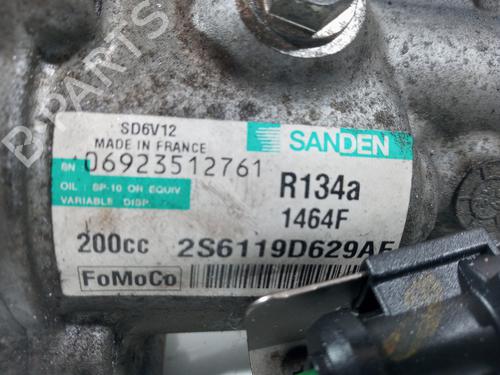 SD6V12
MADE IN FRANCE
SANDEN
SN 06923512761
OIL: SP-10 OR EQUIV
VARIABLE DISP.
R134a
1464F
200cc 2S6119D629AE
FoMoCo
B-PARTS